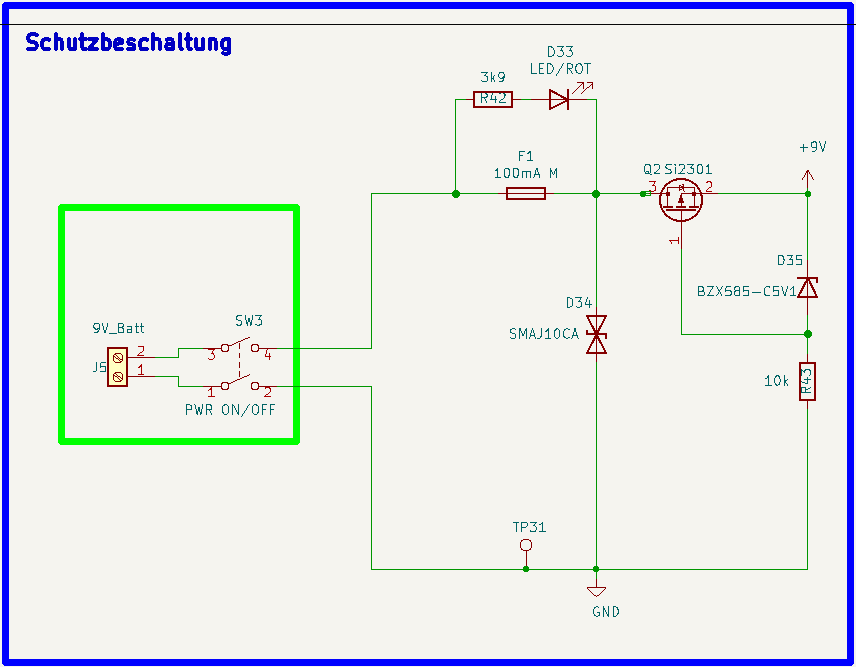 Schutzbeschaltung
D33
LED/ROT
3k9
R42
F1
100mA M
Q2 Si2301
3
2
1
+9V
D35
BZX585-C5V1
D34
SMAJ10CA
10k
R43
9V_Batt
J5
2
1
SW3
3
4
1
2
PWR ON/OFF
TP31
GND